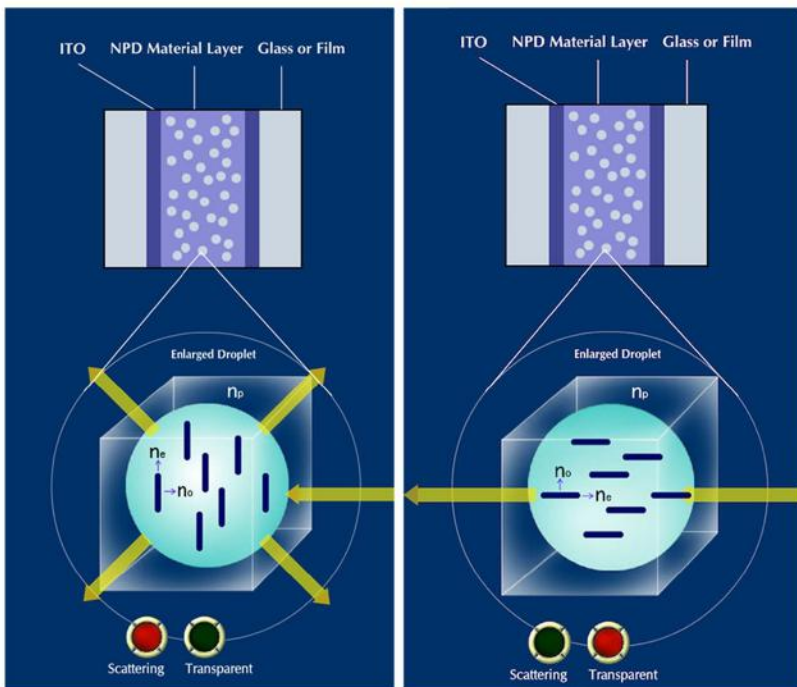 ITO NPD Material Layer Glass or Film
Enlarged Droplet
np
ne
no
Scattering Transparent
ITO NPD Material Layer Glass or Film
Enlarged Droplet
np
no
ne
Scattering Transparent